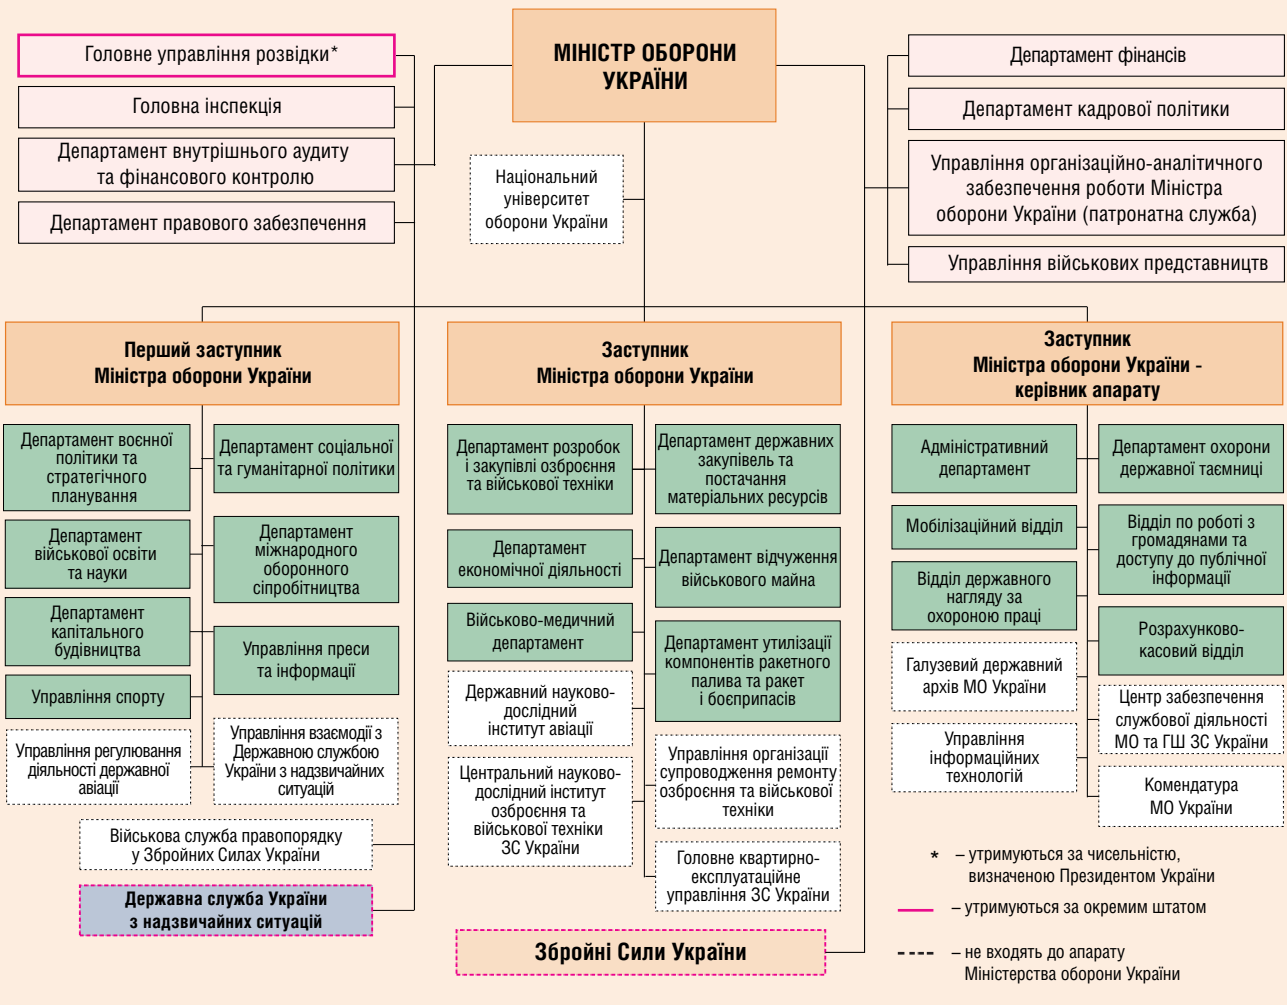 МІНІСТР ОБОРОНИ
УКРАЇНИ
Головне управління розвідки*
Головна інспекція
Департамент внутрішнього аудиту
та фінансового контролю
Департамент правового забезпечення
Національний
університет
оборони України
Департамент фінансів
Департамент кадрової політики
Управління організаційно-аналітичного
забезпечення роботи Міністра
оборони України (патронатна служба)
Управління військових представництв
Перший заступник
Міністра оборони України
Департамент воєнної
політики та
стратегічного
планування
Департамент соціальної
та гуманітарної політики
Департамент
військової освіти
та науки
Департамент
міжнародного
оборонного
сіпробітництва
Департамент
капітального
будівництва
Управління преси
та інформації
Управління спорту
Управління регулювання
діяльності державної
авіації
Управління взаємодії з
Державною службою
України з надзвичайних
ситуацій
Військова служба правопорядку
у Збройних Силах України
Державна служба України
з надзвичайних ситуацій
Заступник
Міністра оборони України
Департамент розробок
і закупівлі озброєння
та військової техніки
Департамент державних
закупівель та
постачання
матеріальних ресурсів
Департамент
економічної діяльності
Департамент відчуження
військового майна
Військово-медичний
департамент
Департамент утилізації
компонентів ракетного
палива та ракет
і боєприпасів
Державний науково-
дослідний
інститут авіації
Управління організації
супроводження ремонту
озброєння та військової
техніки
Центральний науково-
дослідний інститут
озброєння та
військової техніки
ЗС України
Головне квартирно-
експлуатаційне
управління ЗС України
Збройні Сили України
Заступник
Міністра оборони України -
керівник апарату
Адміністративний
департамент
Департамент охорони
державної таємниці
Мобілізаційний відділ
Відділ по роботі з
громадянами та
доступу до публічної
інформації
Відділ державного
нагляду за
охороною праці
Розрахунково-
касовий відділ
Галузевий державний
архів МО України
Центр забезпечення
службової діяльності
МО та ГШ ЗС України
Управління
інформаційних
технологій
Комендатура
МО України
* – утримуються за чисельністю,
визначеною Президентом України
– утримуються за окремим штатом
– не входять до апарату
Міністерства оборони України